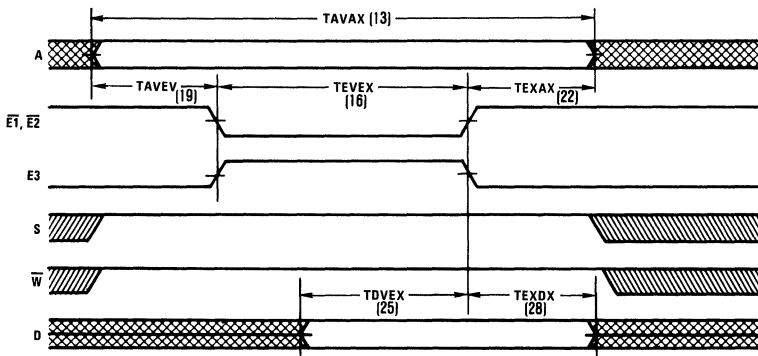 TAVAX (13)
A
TAVEV
(19)
TEVEX
(16)
TEXAX
(22)
E1̅, E2̅
E3
S
W̅
TDVEX
(25)
TEXDX
(28)
D